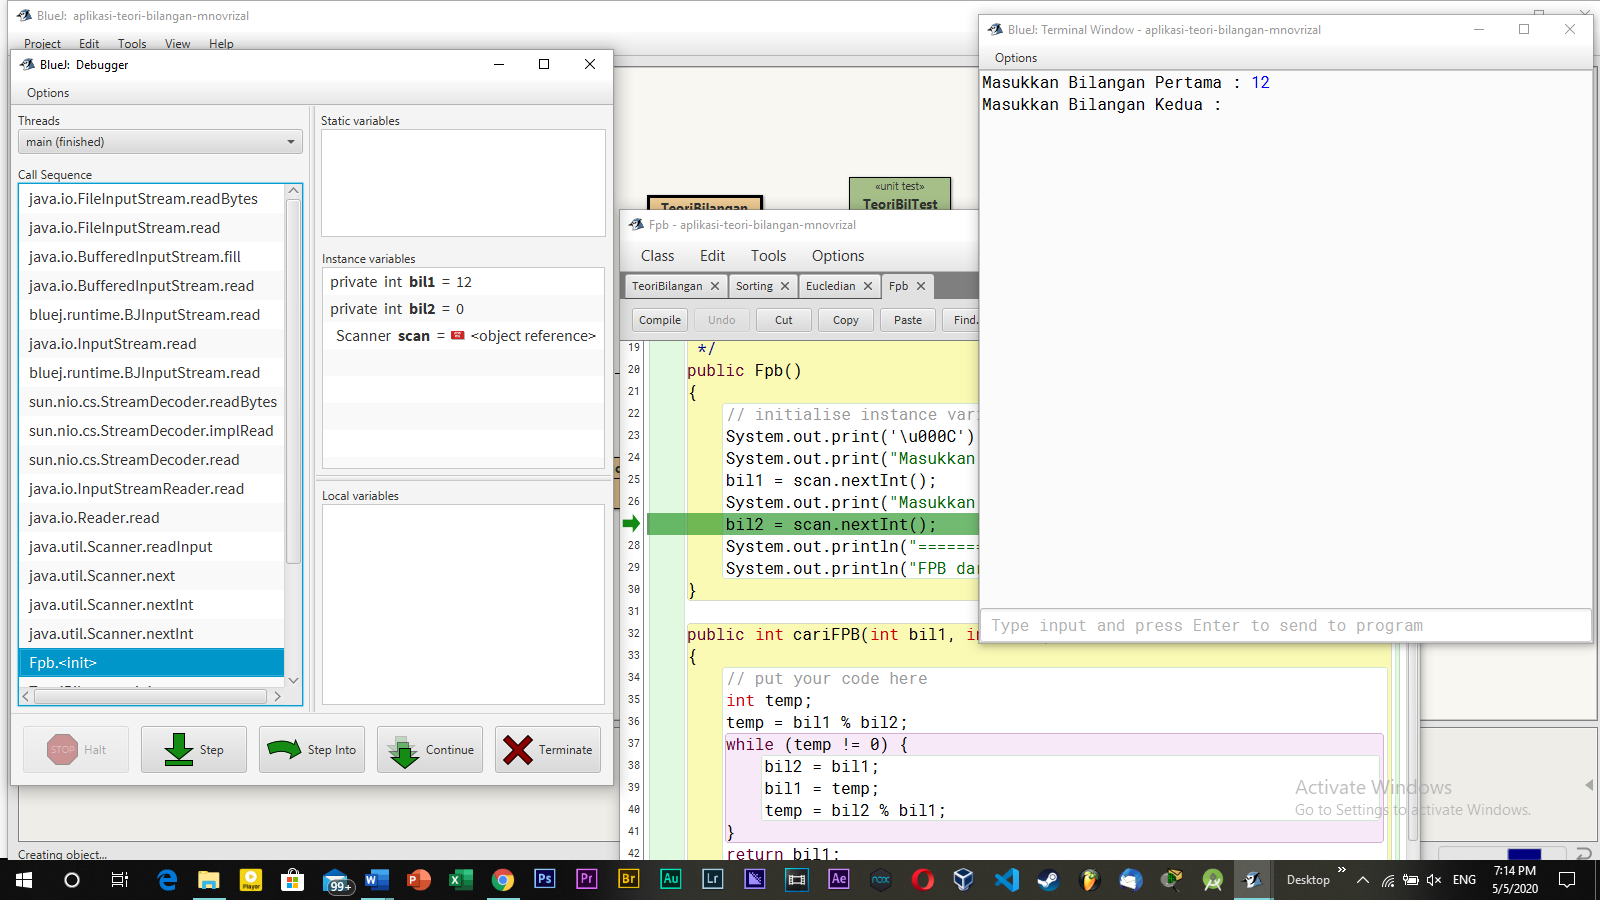 BlueJ: aplikasi-teori-bilangan-mnovrizal
Project Edit Tools View Help
BlueJ: Debugger
Options
Threads
main (finished)
Call Sequence
java.io.FileInputStream.readBytes
java.io.FileInputStream.read
java.io.BufferedInputStream.fill
java.io.BufferedInputStream.read
bluej.runtime.BJInputStream.read
java.io.InputStream.read
bluej.runtime.BJInputStream.read
sun.nio.cs.StreamDecoder.readBytes
sun.nio.cs.StreamDecoder.implRead
sun.nio.cs.StreamDecoder.read
java.io.InputStreamReader.read
java.io.Reader.read
java.util.Scanner.readInput
java.util.Scanner.next
java.util.Scanner.nextInt
java.util.Scanner.nextInt
Fpb.<init>
Static variables
Instance variables
private int bil1 = 12
private int bil2 = 0
Scanner scan = <object reference>
Local variables
STOP Halt
Step
Step Into
Continue
Terminate
Creating object...
TeoriBilangan
«unit test»
TeoriBilTest
Fpb - aplikasi-teori-bilangan-mnovrizal
Class Edit Tools Options
TeoriBilangan Sorting Eucledian Fpb
Compile Undo Cut Copy Paste Find.
19 */
20 public Fpb()
21 {
22 // initialise instance var
23 System.out.print('\u000C')
24 System.out.print("Masukkan
25 bil1 = scan.nextInt();
26 System.out.print("Masukkan
bil2 = scan.nextInt();
28 System.out.println("=======
29 System.out.println("FPB da
30 }
31
32 public int cariFPB(int bil1, in
33 {
34 // put your code here
35 int temp;
36 temp = bil1 % bil2;
37 while (temp != 0) {
38 bil2 = bil1;
39 bil1 = temp;
40 temp = bil2 % bil1;
41 }
42 return bil1;
BlueJ: Terminal Window - aplikasi-teori-bilangan-mnovrizal
Options
Masukkan Bilangan Pertama : 12
Masukkan Bilangan Kedua :
Type input and press Enter to send to program
Activate Windows
Go to Settings to activate Windows.
99+
Player
Ps Pr Br Au Lr Ae nox
Desktop
ENG
7:14 PM
5/5/2020